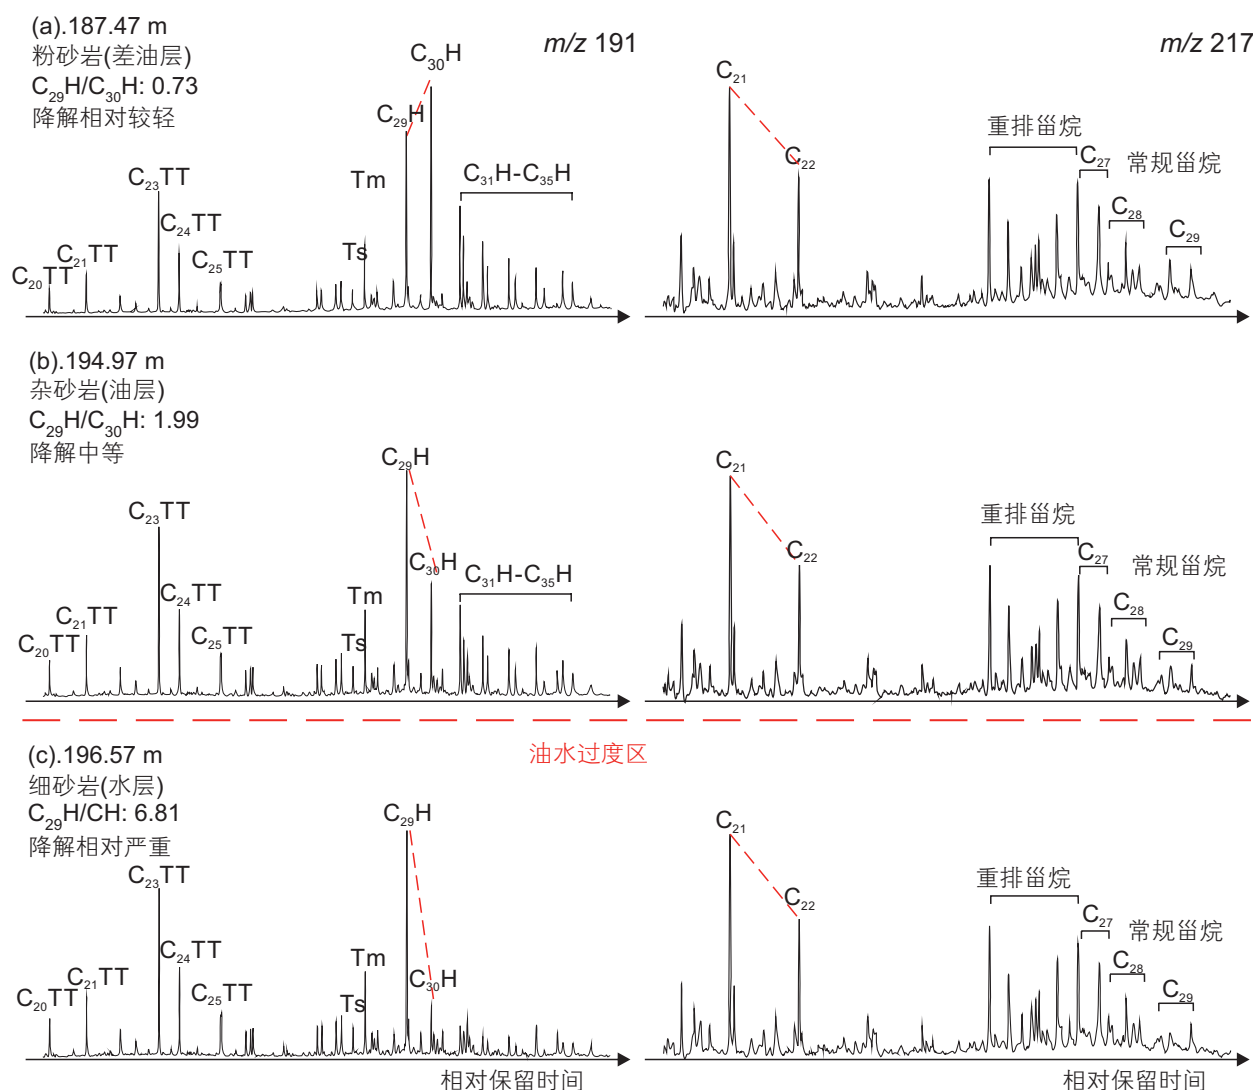 (a).187.47 m
粉砂岩(差油层)
C₂₉H/C₃₀H: 0.73
降解相对较轻
m/z 191
C₂₀TT
C₂₁TT
C₂₃TT
C₂₄TT
C₂₅TT
Ts
Tm
C₂₉H
C₃₀H
C₃₁H-C₃₅H
m/z 217
C₂₁
C₂₂
重排甾烷
C₂₇
常规甾烷
C₂₈
C₂₉
(b).194.97 m
杂砂岩(油层)
C₂₉H/C₃₀H: 1.99
降解中等
C₂₀TT
C₂₁TT
C₂₃TT
C₂₄TT
C₂₅TT
Ts
Tm
C₂₉H
C₃₀H
C₃₁H-C₃₅H
C₂₁
C₂₂
重排甾烷
C₂₇
常规甾烷
C₂₈
C₂₉
油水过度区
(c).196.57 m
细砂岩(水层)
C₂₉H/CH: 6.81
降解相对严重
C₂₀TT
C₂₁TT
C₂₃TT
C₂₄TT
C₂₅TT
Ts
Tm
C₂₉H
C₃₀H
C₂₁
C₂₂
重排甾烷
C₂₇
常规甾烷
C₂₈
C₂₉
相对保留时间
相对保留时间